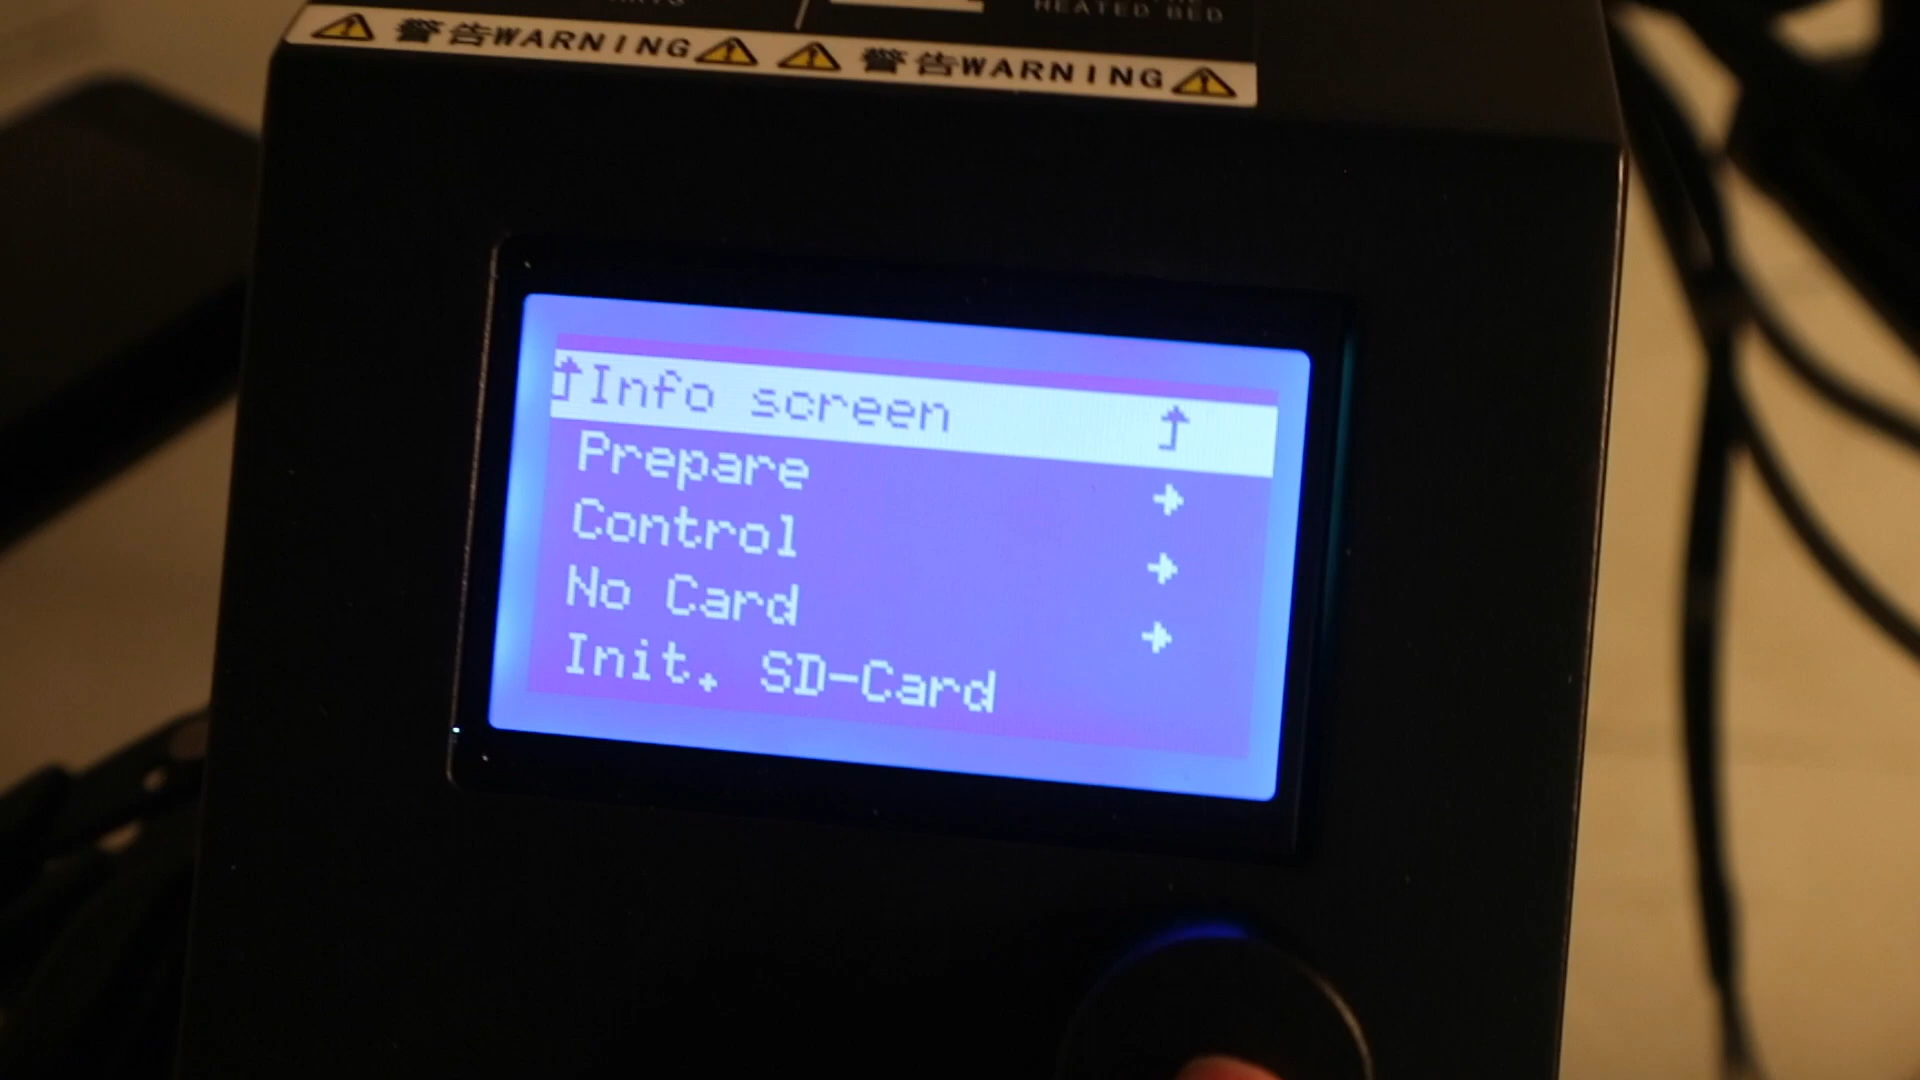 HEATED BED
警告WARNING 警告WARNING
Info screen
Prepare
Control
No Card
Init. SD-Card